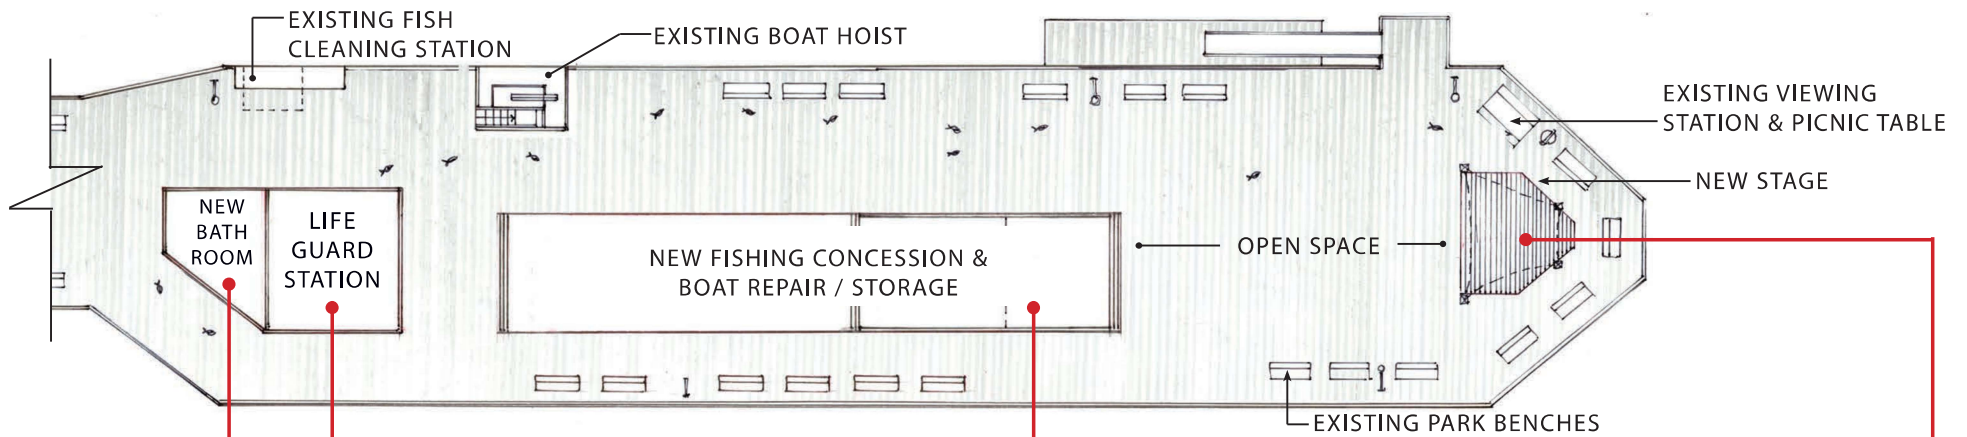 EXISTING FISH
CLEANING STATION
EXISTING BOAT HOIST
EXISTING VIEWING
STATION & PICNIC TABLE
NEW STAGE
NEW
BATH
ROOM
LIFE
GUARD
STATION
NEW FISHING CONCESSION &
BOAT REPAIR / STORAGE
OPEN SPACE
EXISTING PARK BENCHES